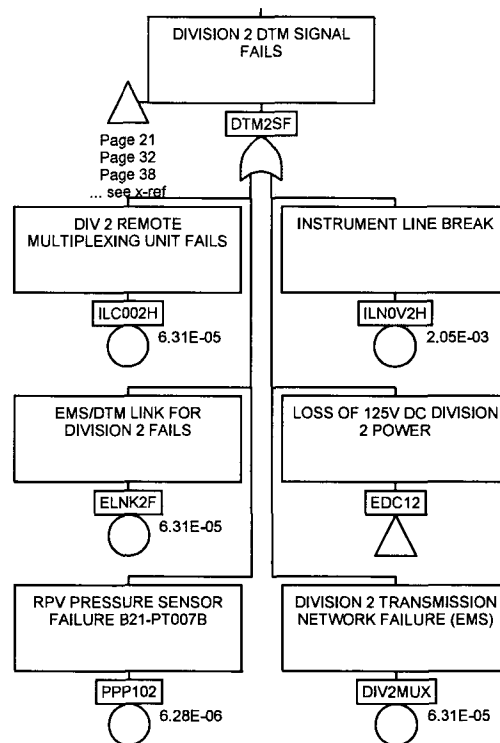 DIVISION 2 DTM SIGNAL
FAILS
DTM2SF
Page 21
Page 32
Page 38
... see x-ref
DIV 2 REMOTE
MULTIPLEXING UNIT FAILS
ILC002H
6.31E-05
INSTRUMENT LINE BREAK
ILN0V2H
2.05E-03
EMS/DTM LINK FOR
DIVISION 2 FAILS
ELNK2F
6.31E-05
LOSS OF 125V DC DIVISION
2 POWER
EDC12
RPV PRESSURE SENSOR
FAILURE B21-PT007B
PPP102
6.28E-06
DIVISION 2 TRANSMISSION
NETWORK FAILURE (EMS)
DIV2MUX
6.31E-05